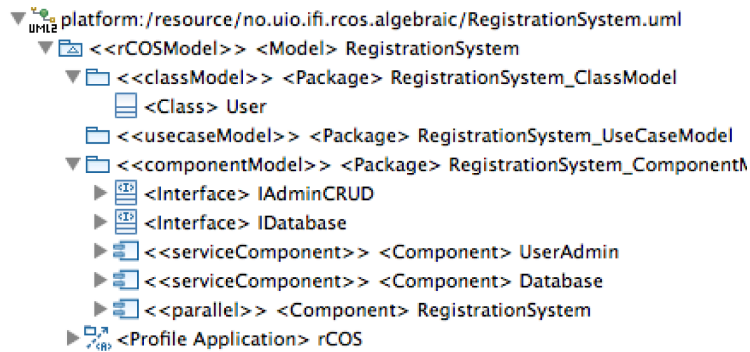 platform:/resource/no.uio.ifi.rcos.algebraic/RegistrationSystem.uml
<<rCOSModel>> <Model> RegistrationSystem
<<classModel>> <Package> RegistrationSystem_ClassModel
<Class> User
<<usecaseModel>> <Package> RegistrationSystem_UseCaseModel
<<componentModel>> <Package> RegistrationSystem_Component
<Interface> IAdminCRUD
<Interface> IDatabase
<<serviceComponent>> <Component> UserAdmin
<<serviceComponent>> <Component> Database
<<parallel>> <Component> RegistrationSystem
<Profile Application> rCOS